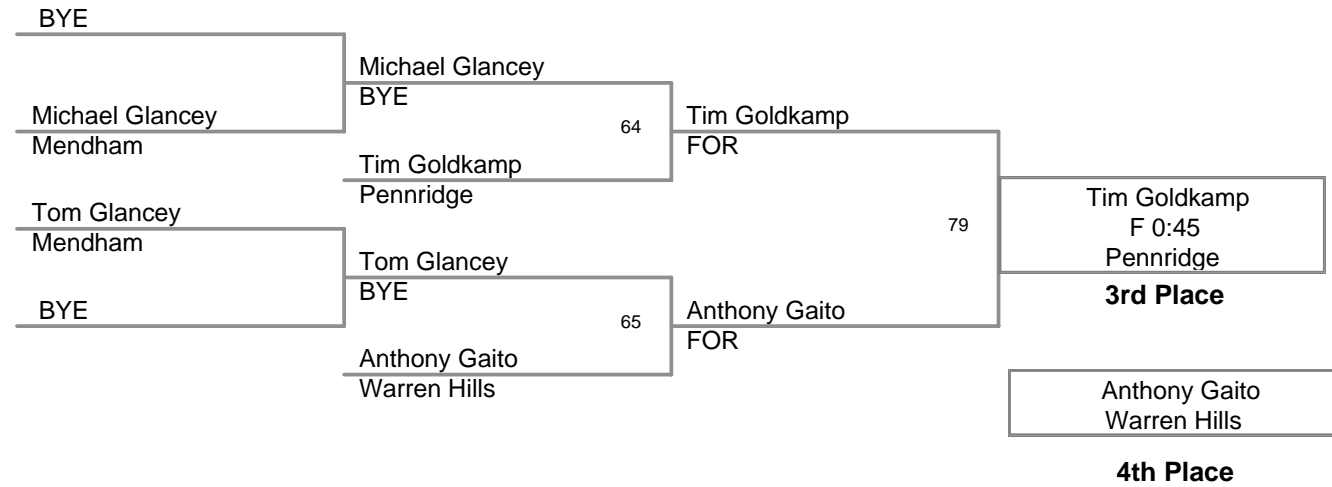 BYE
Michael Glancey
BYE
Michael Glancey
Mendham
64
Tim Goldkamp
FOR
Tim Goldkamp
Pennridge
Tom Glancey
Mendham
79
Tim Goldkamp
F 0:45
Pennridge
3rd Place
Tom Glancey
BYE
BYE
65
Anthony Gaito
FOR
Anthony Gaito
Warren Hills
Anthony Gaito
Warren Hills
4th Place